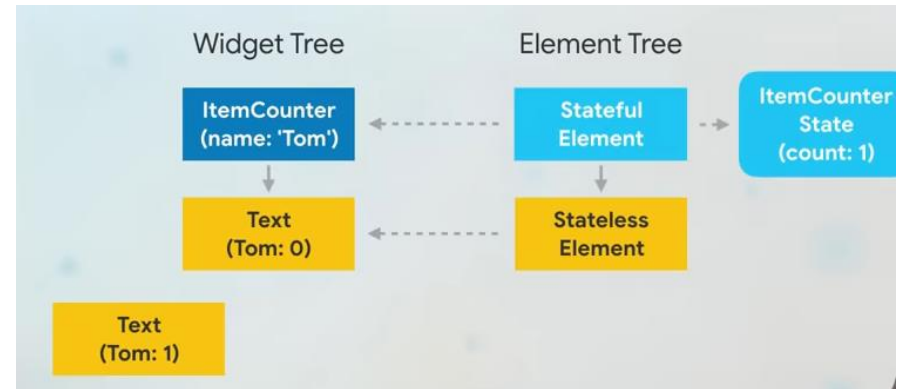 Widget Tree
Element Tree
ItemCounter
(name: 'Tom')
Stateful
Element
ItemCounter
State
(count: 1)
Text
(Tom: 0)
Stateless
Element
Text
(Tom: 1)